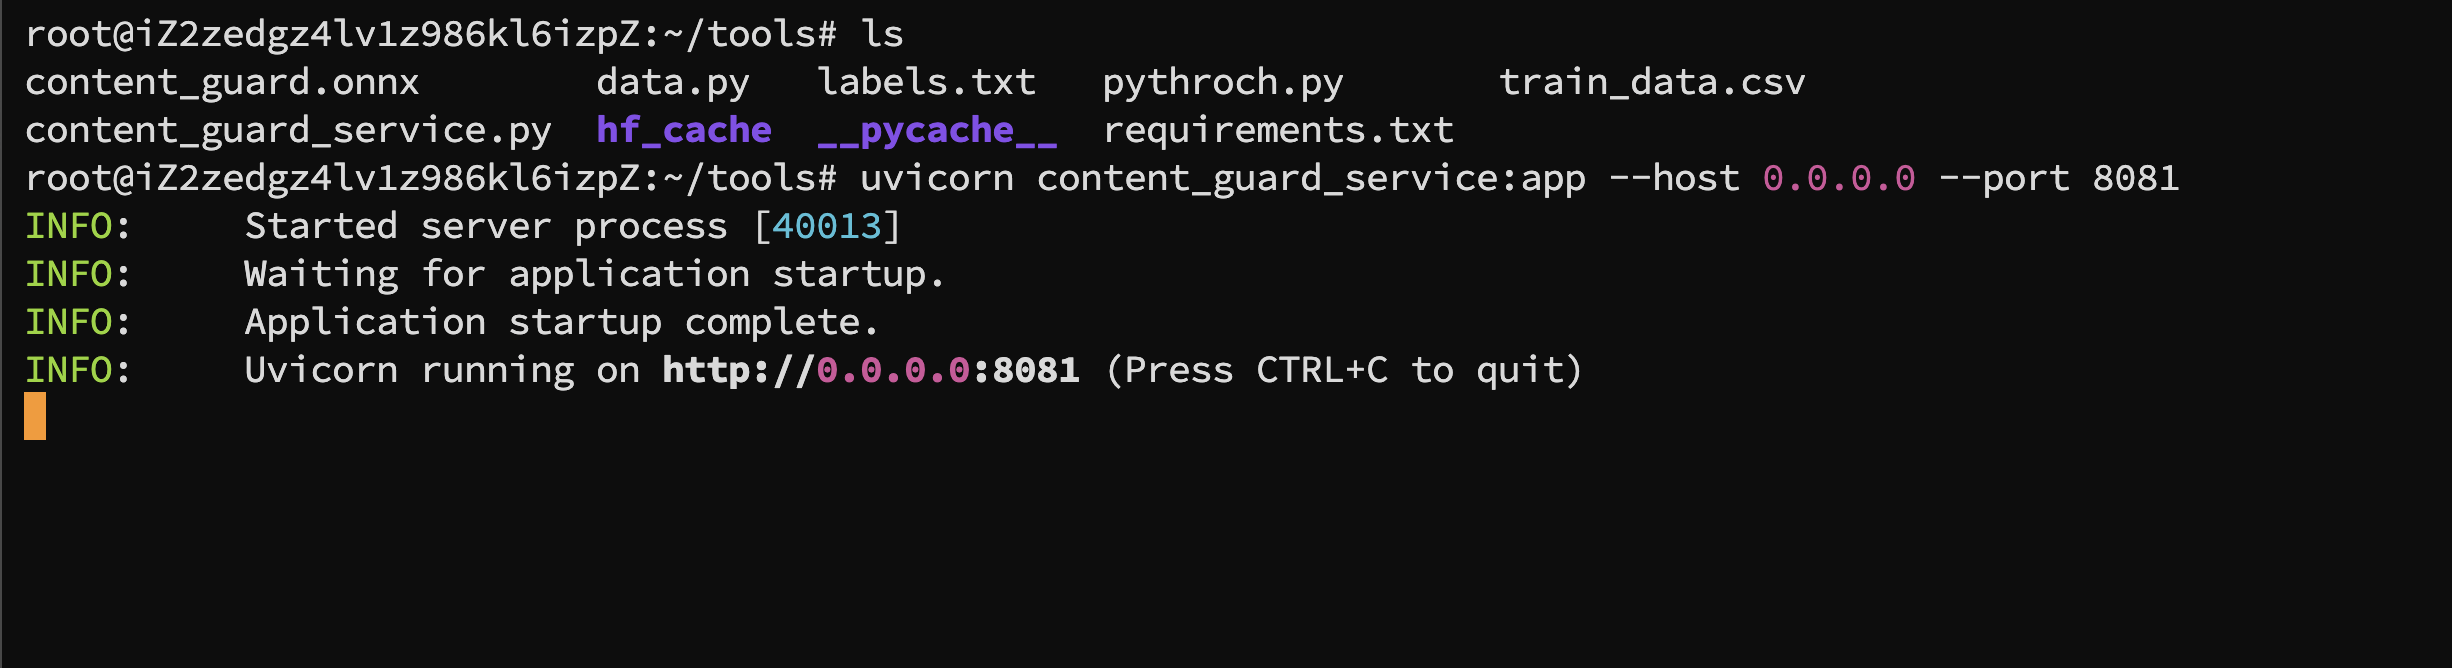 root@iZ2zedgz4lv1z986kl6izpZ:~/tools# ls
content_guard.onnx        data.py   labels.txt   pythroch.py       train_data.csv
content_guard_service.py  hf_cache  __pycache__  requirements.txt
root@iZ2zedgz4lv1z986kl6izpZ:~/tools# uvicorn content_guard_service:app --host 0.0.0.0 --port 8081
INFO:     Started server process [40013]
INFO:     Waiting for application startup.
INFO:     Application startup complete.
INFO:     Uvicorn running on http://0.0.0.0:8081 (Press CTRL+C to quit)